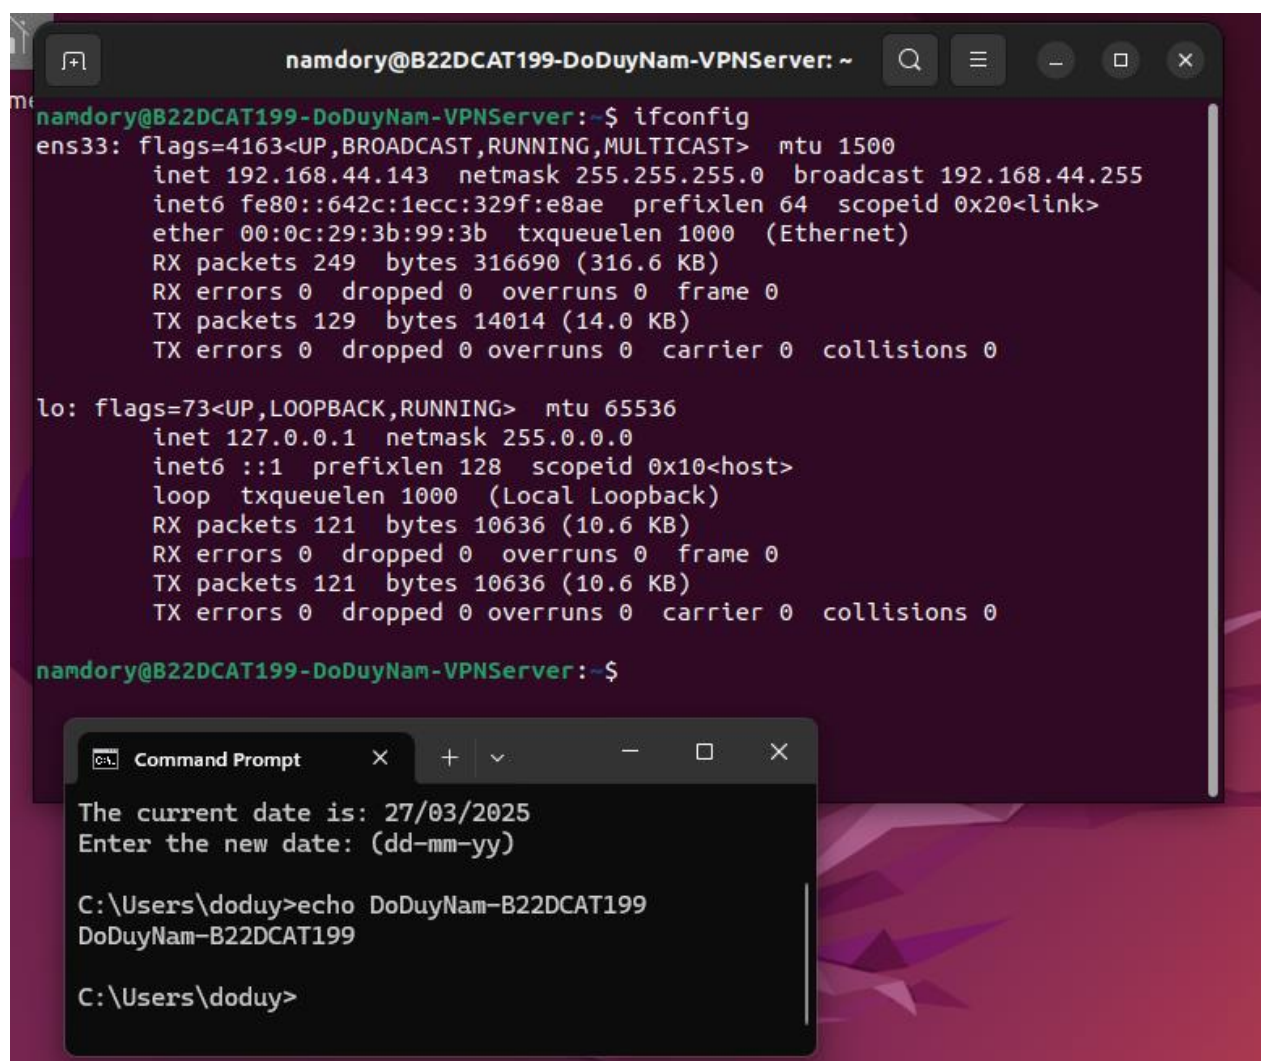 namdory@B22DCAT199-DoDuyNam-VPNServer: ~
namdory@B22DCAT199-DoDuyNam-VPNServer:~$ ifconfig
ens33: flags=4163<UP,BROADCAST,RUNNING,MULTICAST>  mtu 1500
        inet 192.168.44.143  netmask 255.255.255.0  broadcast 192.168.44.255
        inet6 fe80::642c:1ecc:329f:e8ae  prefixlen 64  scopeid 0x20<link>
        ether 00:0c:29:3b:99:3b  txqueuelen 1000  (Ethernet)
        RX packets 249  bytes 316690 (316.6 KB)
        RX errors 0  dropped 0  overruns 0  frame 0
        TX packets 129  bytes 14014 (14.0 KB)
        TX errors 0  dropped 0 overruns 0  carrier 0  collisions 0

lo: flags=73<UP,LOOPBACK,RUNNING>  mtu 65536
        inet 127.0.0.1  netmask 255.0.0.0
        inet6 ::1  prefixlen 128  scopeid 0x10<host>
        loop  txqueuelen 1000  (Local Loopback)
        RX packets 121  bytes 10636 (10.6 KB)
        RX errors 0  dropped 0  overruns 0  frame 0
        TX packets 121  bytes 10636 (10.6 KB)
        TX errors 0  dropped 0 overruns 0  carrier 0  collisions 0

namdory@B22DCAT199-DoDuyNam-VPNServer:~$
Command Prompt
The current date is: 27/03/2025
Enter the new date: (dd-mm-yy)

C:\Users\doduy>echo DoDuyNam-B22DCAT199
DoDuyNam-B22DCAT199

C:\Users\doduy>